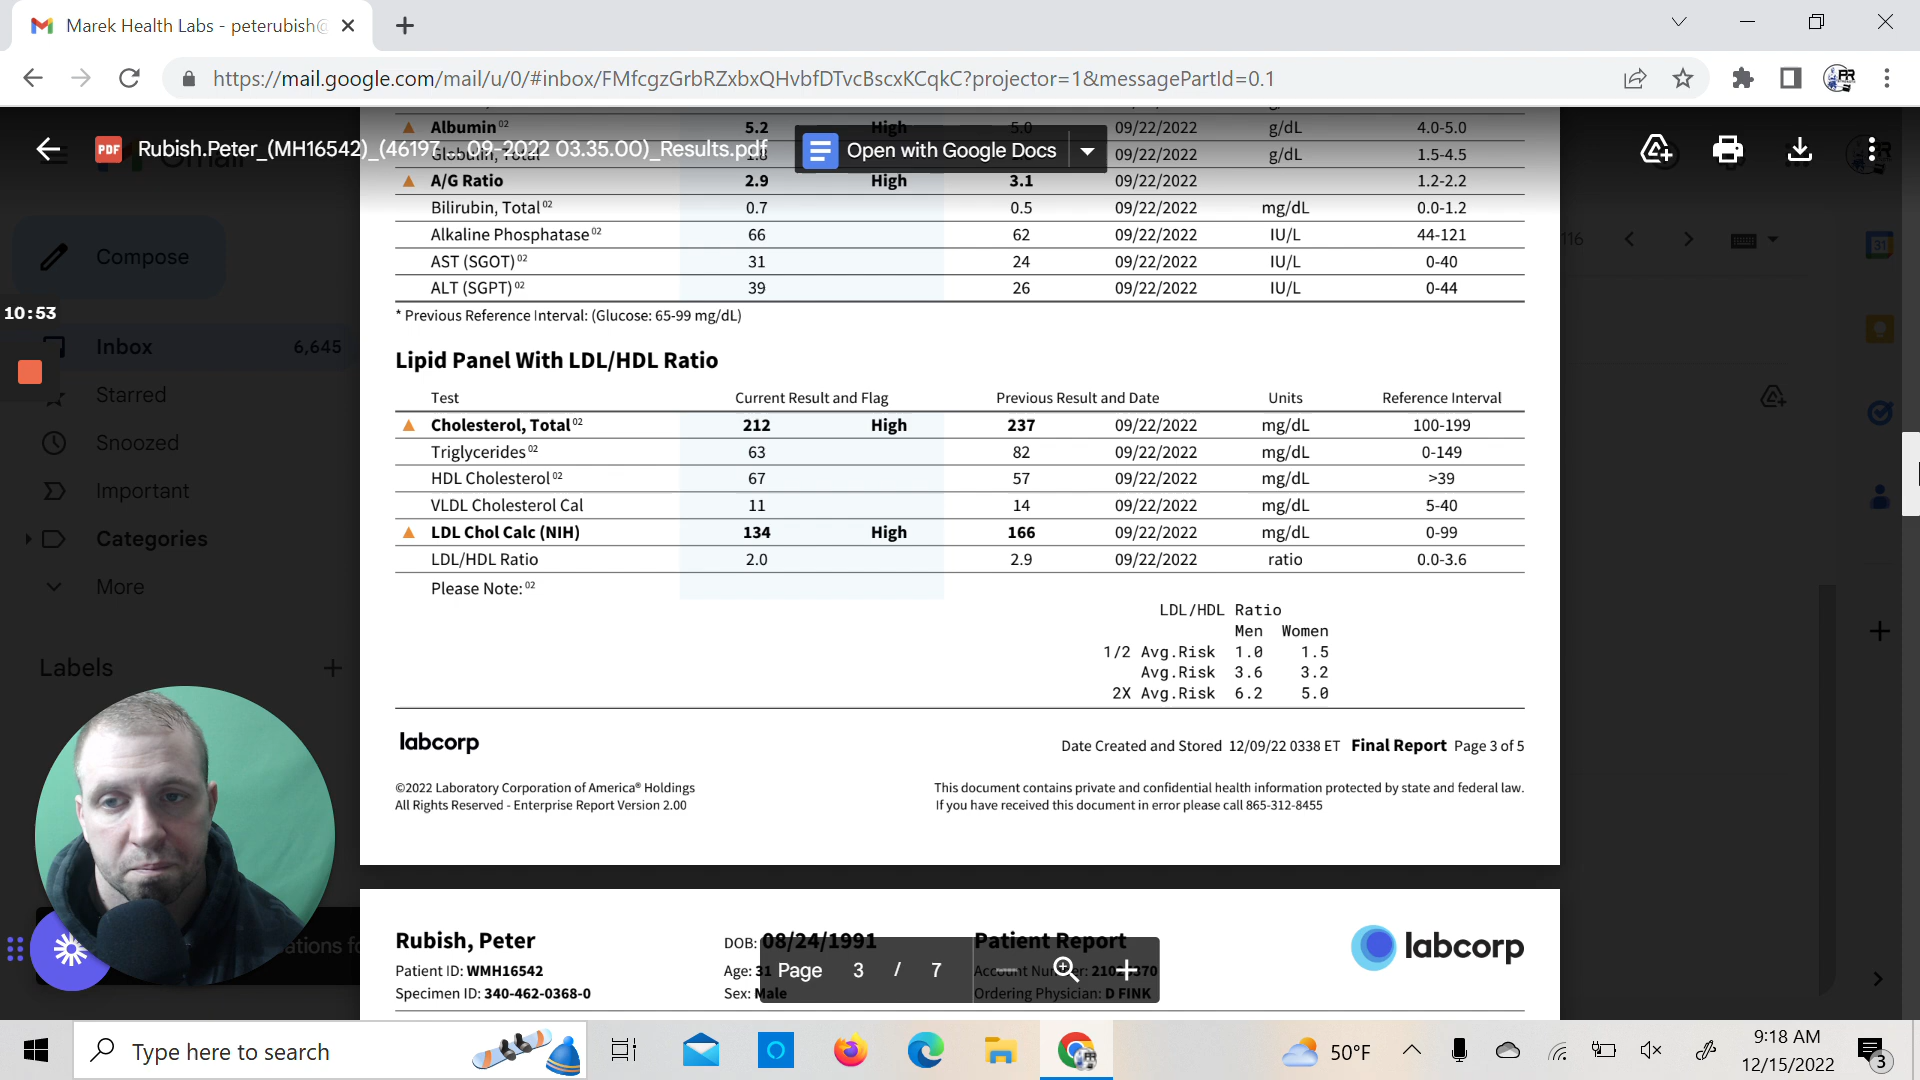 Marek Health Labs - peterubish@
https://mail.google.com/mail/u/0/#inbox/FMfcgzGrbRZxbxQHvbfDTvcBscxKCqkC?projector=1&messagePartId=0.1
PDF Rubish.Peter_(MH16542)_(46197 ... 09-2022 03.35.00)_Results.pdf
Open with Google Docs
Albumin 02 5.2 High 5.0 09/22/2022 g/dL 4.0-5.0
Globulin, Total 09/22/2022 g/dL 1.5-4.5
A/G Ratio 2.9 High 3.1 09/22/2022 1.2-2.2
Bilirubin, Total 02 0.7 0.5 09/22/2022 mg/dL 0.0-1.2
Alkaline Phosphatase 02 66 62 09/22/2022 IU/L 44-121
AST (SGOT) 02 31 24 09/22/2022 IU/L 0-40
ALT (SGPT) 02 39 26 09/22/2022 IU/L 0-44
* Previous Reference Interval: (Glucose: 65-99 mg/dL)
Lipid Panel With LDL/HDL Ratio
Test Current Result and Flag Previous Result and Date Units Reference Interval
Cholesterol, Total 02 212 High 237 09/22/2022 mg/dL 100-199
Triglycerides 02 63 82 09/22/2022 mg/dL 0-149
HDL Cholesterol 02 67 57 09/22/2022 mg/dL >39
VLDL Cholesterol Cal 11 14 09/22/2022 mg/dL 5-40
LDL Chol Calc (NIH) 134 High 166 09/22/2022 mg/dL 0-99
LDL/HDL Ratio 2.0 2.9 09/22/2022 ratio 0.0-3.6
Please Note: 02
LDL/HDL Ratio
Men Women
1/2 Avg.Risk 1.0 1.5
Avg.Risk 3.6 3.2
2X Avg.Risk 6.2 5.0
labcorp
Date Created and Stored 12/09/22 0338 ET Final Report Page 3 of 5
©2022 Laboratory Corporation of America® Holdings
All Rights Reserved - Enterprise Report Version 2.00
This document contains private and confidential health information protected by state and federal law.
If you have received this document in error please call 865-312-8455
Rubish, Peter
DOB: 08/24/1991
Patient Report
labcorp
Patient ID: WMH16542
Age: 31
Specimen ID: 340-462-0368-0
Sex: Male
Ordering Physician: D FINK
Page 3 / 7
Compose
10:53
Inbox 6,645
Starred
Snoozed
Important
Categories
More
Labels
31
Type here to search
50°F
9:18 AM
12/15/2022
3